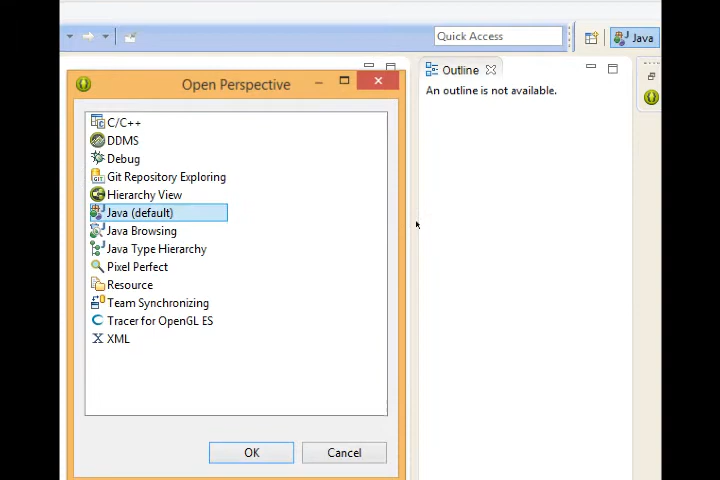 Quick Access
Java
Open Perspective
Outline
An outline is not available.
C/C++
DDMS
Debug
Git Repository Exploring
Hierarchy View
Java (default)
Java Browsing
Java Type Hierarchy
Pixel Perfect
Resource
Team Synchronizing
Tracer for OpenGL ES
XML
OK
Cancel